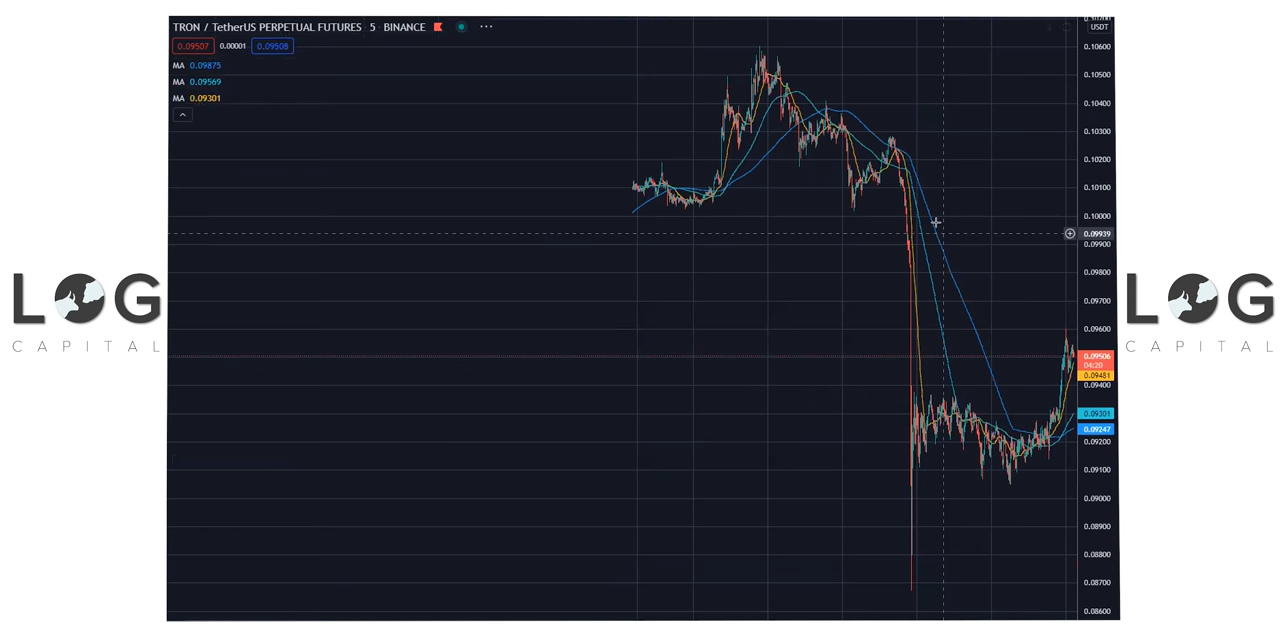 TRON / TetherUS PERPETUAL FUTURES 5 BINANCE
USDT
0.09507 0.00001 0.09508
MA 0.09875
MA 0.09569
MA 0.09301
0.10600
0.10500
0.10400
0.10300
0.10200
0.10100
0.10000
0.09939
0.09900
0.09800
0.09700
0.09600
0.09506
04:20
0.09481
0.09400
0.09301
0.09247
0.09200
0.09100
0.09000
0.08900
0.08800
0.08700
0.08600
LOG
CAPITAL
LOG
CAPITAL